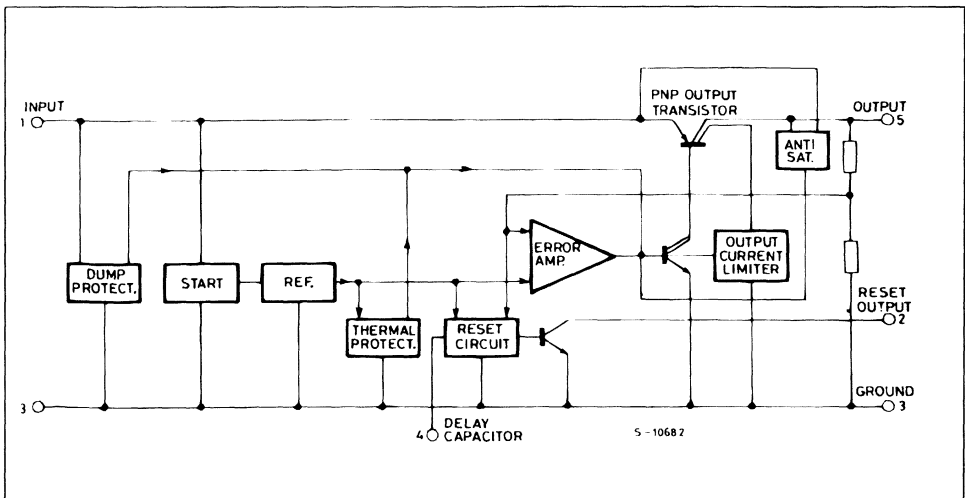 INPUT
1
PNP OUTPUT
TRANSISTOR
OUTPUT
5
ANTI
SAT.
ERROR
AMP.
OUTPUT
CURRENT
LIMITER
DUMP
PROTECT.
START
REF.
THERMAL
PROTECT.
RESET
CIRCUIT
RESET
OUTPUT
2
3
GROUND
3
4
DELAY
CAPACITOR
S-10682